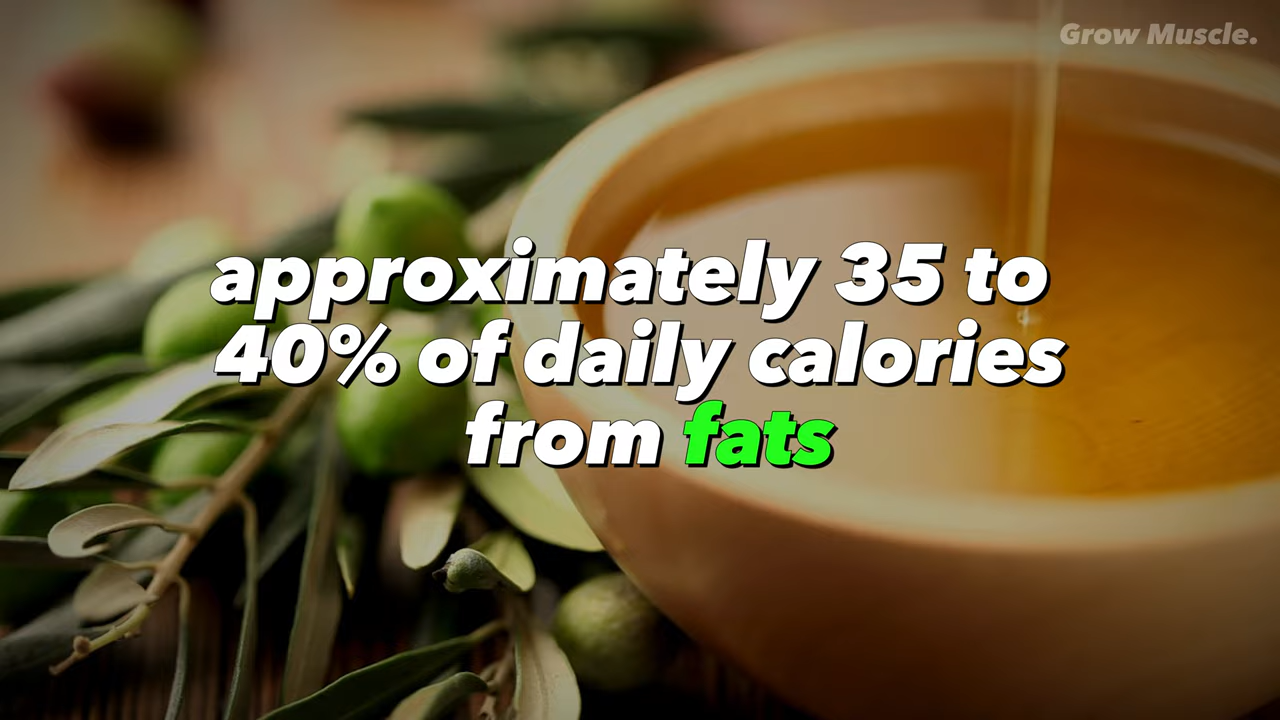 Grow Muscle.
approximately 35 to
40% of daily calories
from fats